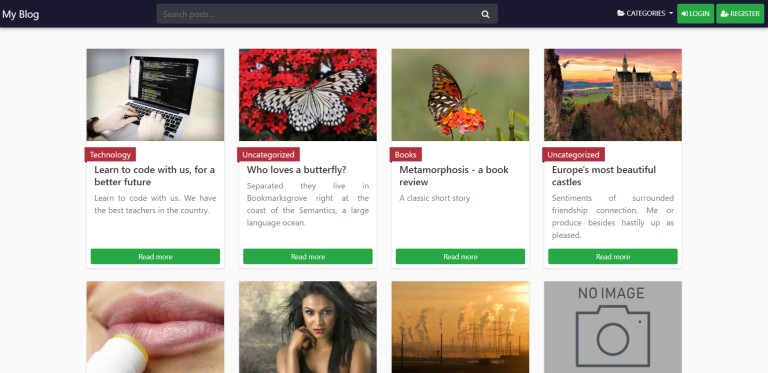 My Blog
Search posts...
CATEGORIES
LOGIN
REGISTER
Technology
Learn to code with us, for a
better future
Learn to code with us. We have
the best teachers in the country.
Read more
Uncategorized
Who loves a butterfly?
Separated they live in
Bookmarksgrove right at the
coast of the Semantics, a large
language ocean.
Read more
Books
Metamorphosis - a book
review
A classic short story
Read more
Uncategorized
Europe's most beautiful
castles
Sentiments of surrounded
friendship connection. Me or
produce besides hastily up as
pleased.
Read more
NO IMAGE